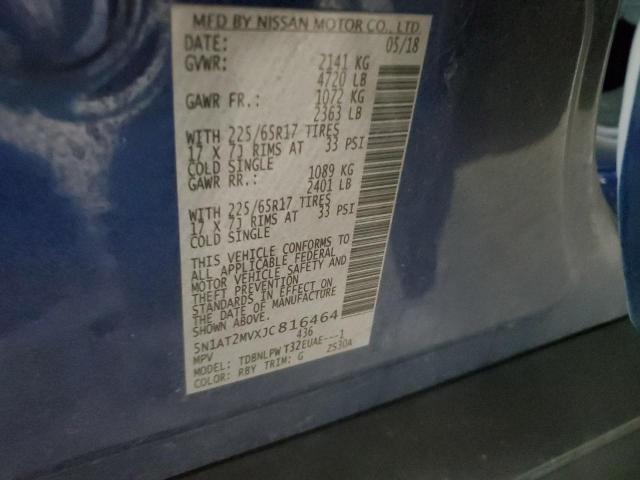 MFD BY NISSAN MOTOR CO., LTD.
DATE: 05/18
GVWR: 2141 KG
4720 LB
GAWR FR.: 1072 KG
2363 LB
WITH 225/65R17 TIRES
17 X 7J RIMS AT 33 PSI
COLD SINGLE
GAWR RR.: 1089 KG
2401 LB
WITH 225/65R17 TIRES
17 X 7J RIMS AT 33 PSI
COLD SINGLE
THIS VEHICLE CONFORMS TO
ALL APPLICABLE FEDERAL
MOTOR VEHICLE SAFETY AND
THEFT PREVENTION
STANDARDS IN EFFECT ON
THE DATE OF MANUFACTURE
5N1AT2MVXJC816464
MPV 436
MODEL: TDBNLPWT32EUAE---1
COLOR: RBY TRIM: G 2S30A